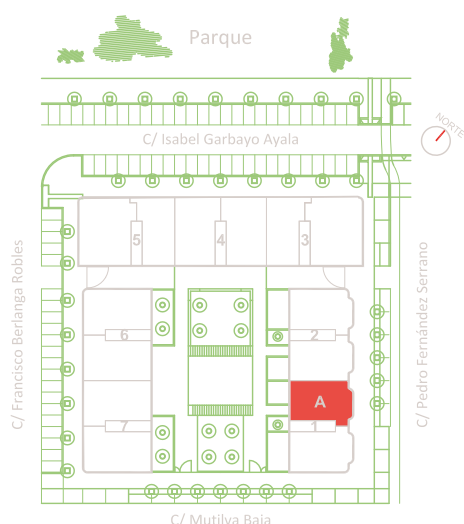 Parque
NORTE
C/ Isabel Garbayo Ayala
5
4
3
C/ Francisco Berlanga Robles
C/ Pedro Fernández Serrano
6
2
A
7
1
C/ Mutilva Baja